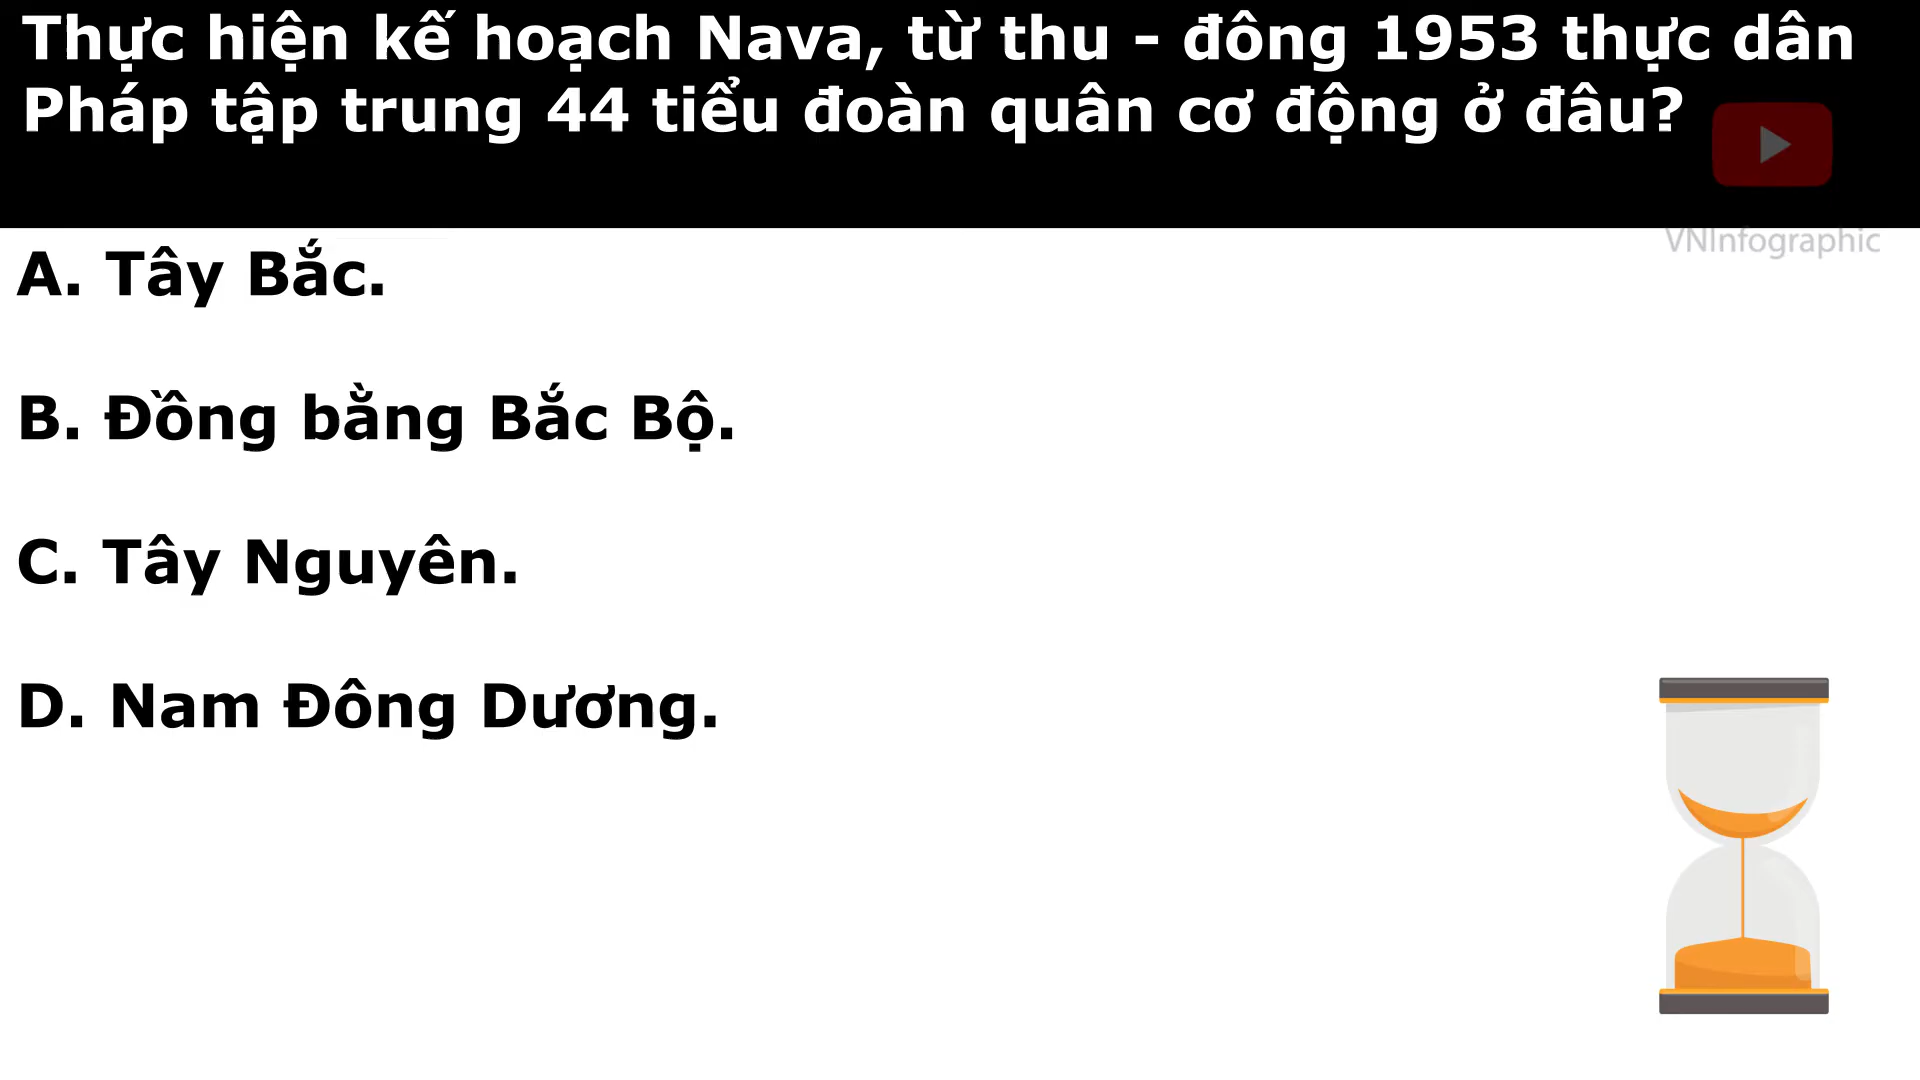 Thực hiện kế hoạch Nava, từ thu - đông 1953 thực dân
Pháp tập trung 44 tiểu đoàn quân cơ động ở đâu?
VNInfographic
A. Tây Bắc.
B. Đồng bằng Bắc Bộ.
C. Tây Nguyên.
D. Nam Đông Dương.